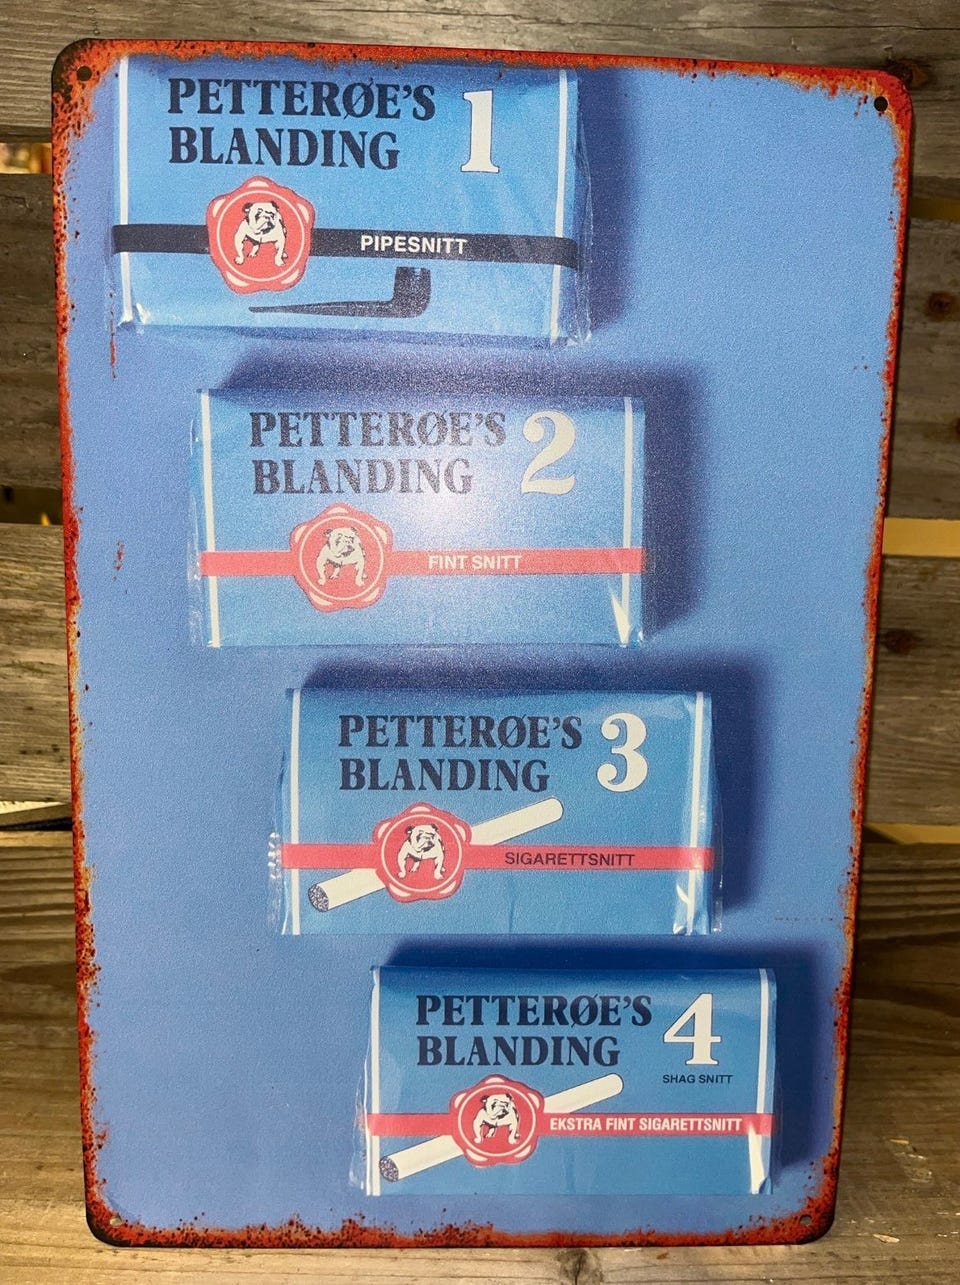 PETTERØE'S
BLANDING 1
PIPESNITT
PETTERØE'S
BLANDING 2
FINT SNITT
PETTERØE'S
BLANDING 3
SIGARETTSNITT
PETTERØE'S
BLANDING 4
SHAG SNITT
EKSTRA FINT SIGARETTSNITT